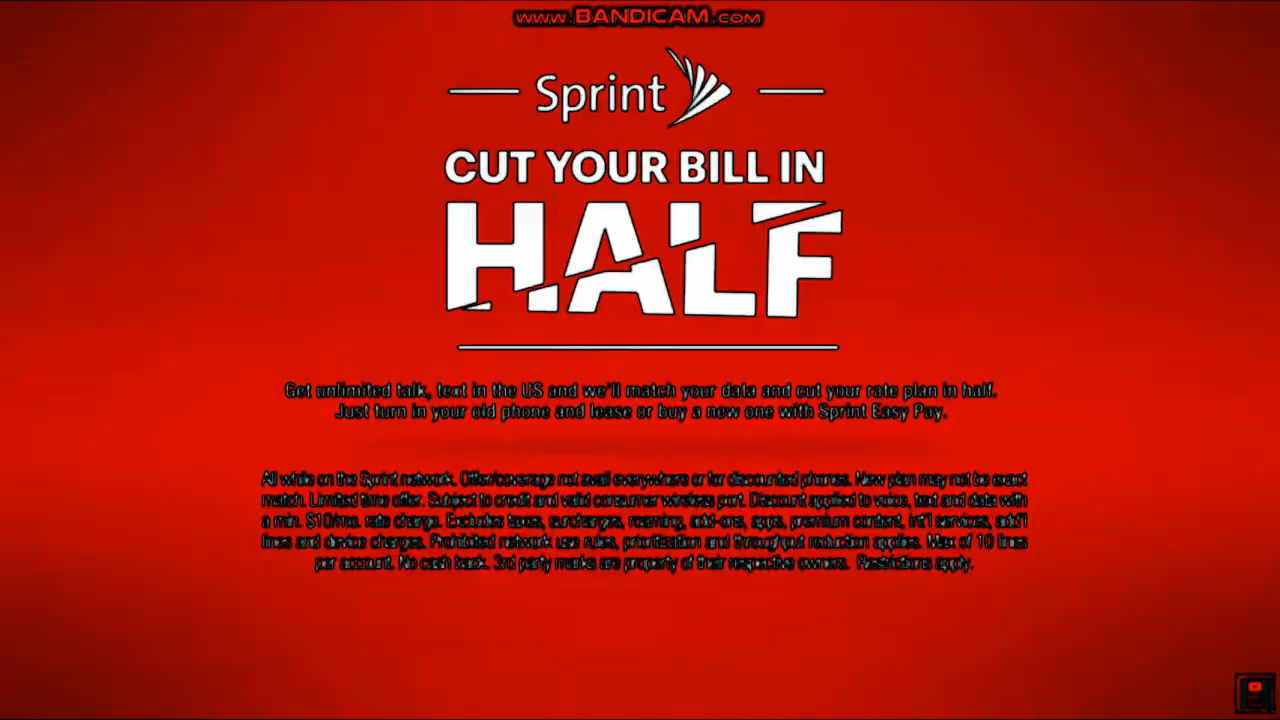 www.BANDICAM.com
Sprint
CUT YOUR BILL IN
HALF
Get unlimited talk, text in the US and we'll match your data and cut your rate plan in half.
Just turn in your old phone and lease or buy a new one with Sprint Easy Pay.
All while on the Sprint network. Offer/coverage not avail everywhere or for discounted phones. New plan may not be exact
match. Limited time offer. Subject to credit and valid consumer wireless port. Discount applied to voice, text and data with
a min. $10/mo. rate charge. Excludes taxes, surcharges, roaming, add-ons, apps, premium content, int'l services, add'l
lines and device charges. Prohibited network use rules, prioritization and throughput reduction applies. Max of 10 lines
per account. No cash back. 3rd party marks are property of their respective owners. Restrictions apply.